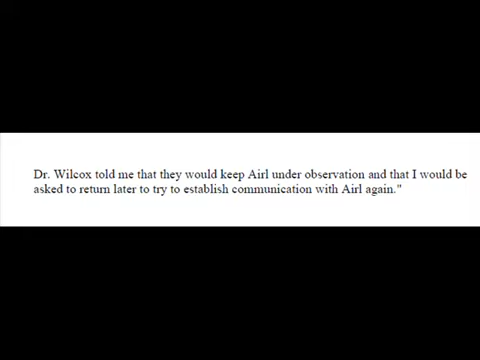 Dr. Wilcox told me that they would keep Airl under observation and that I would be
asked to return later to try to establish communication with Airl again."